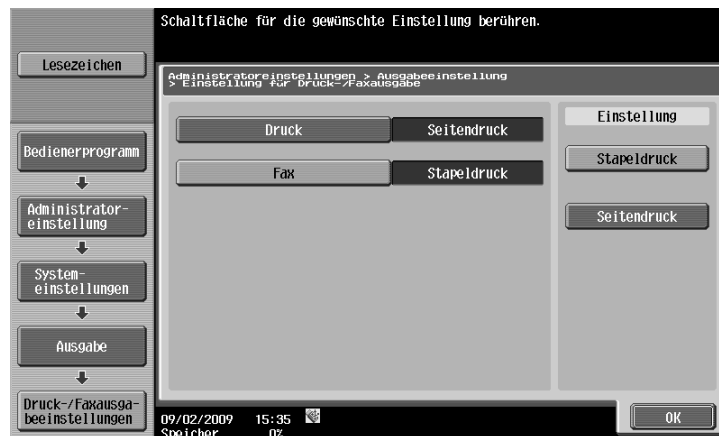 Schaltfläche für die gewünschte Einstellung berühren.
Lesezeichen
Administratoreinstellungen > Ausgabeeinstellung
> Einstellung für Druck-/Faxausgabe
Druck
Seitendruck
Fax
Stapeldruck
Einstellung
Stapeldruck
Seitendruck
Bedienerprogramm
Administrator-
einstellung
System-
einstellungen
Ausgabe
Druck-/Faxausga-
beeinstellungen
09/02/2009 15:35
Speicher 0%
OK